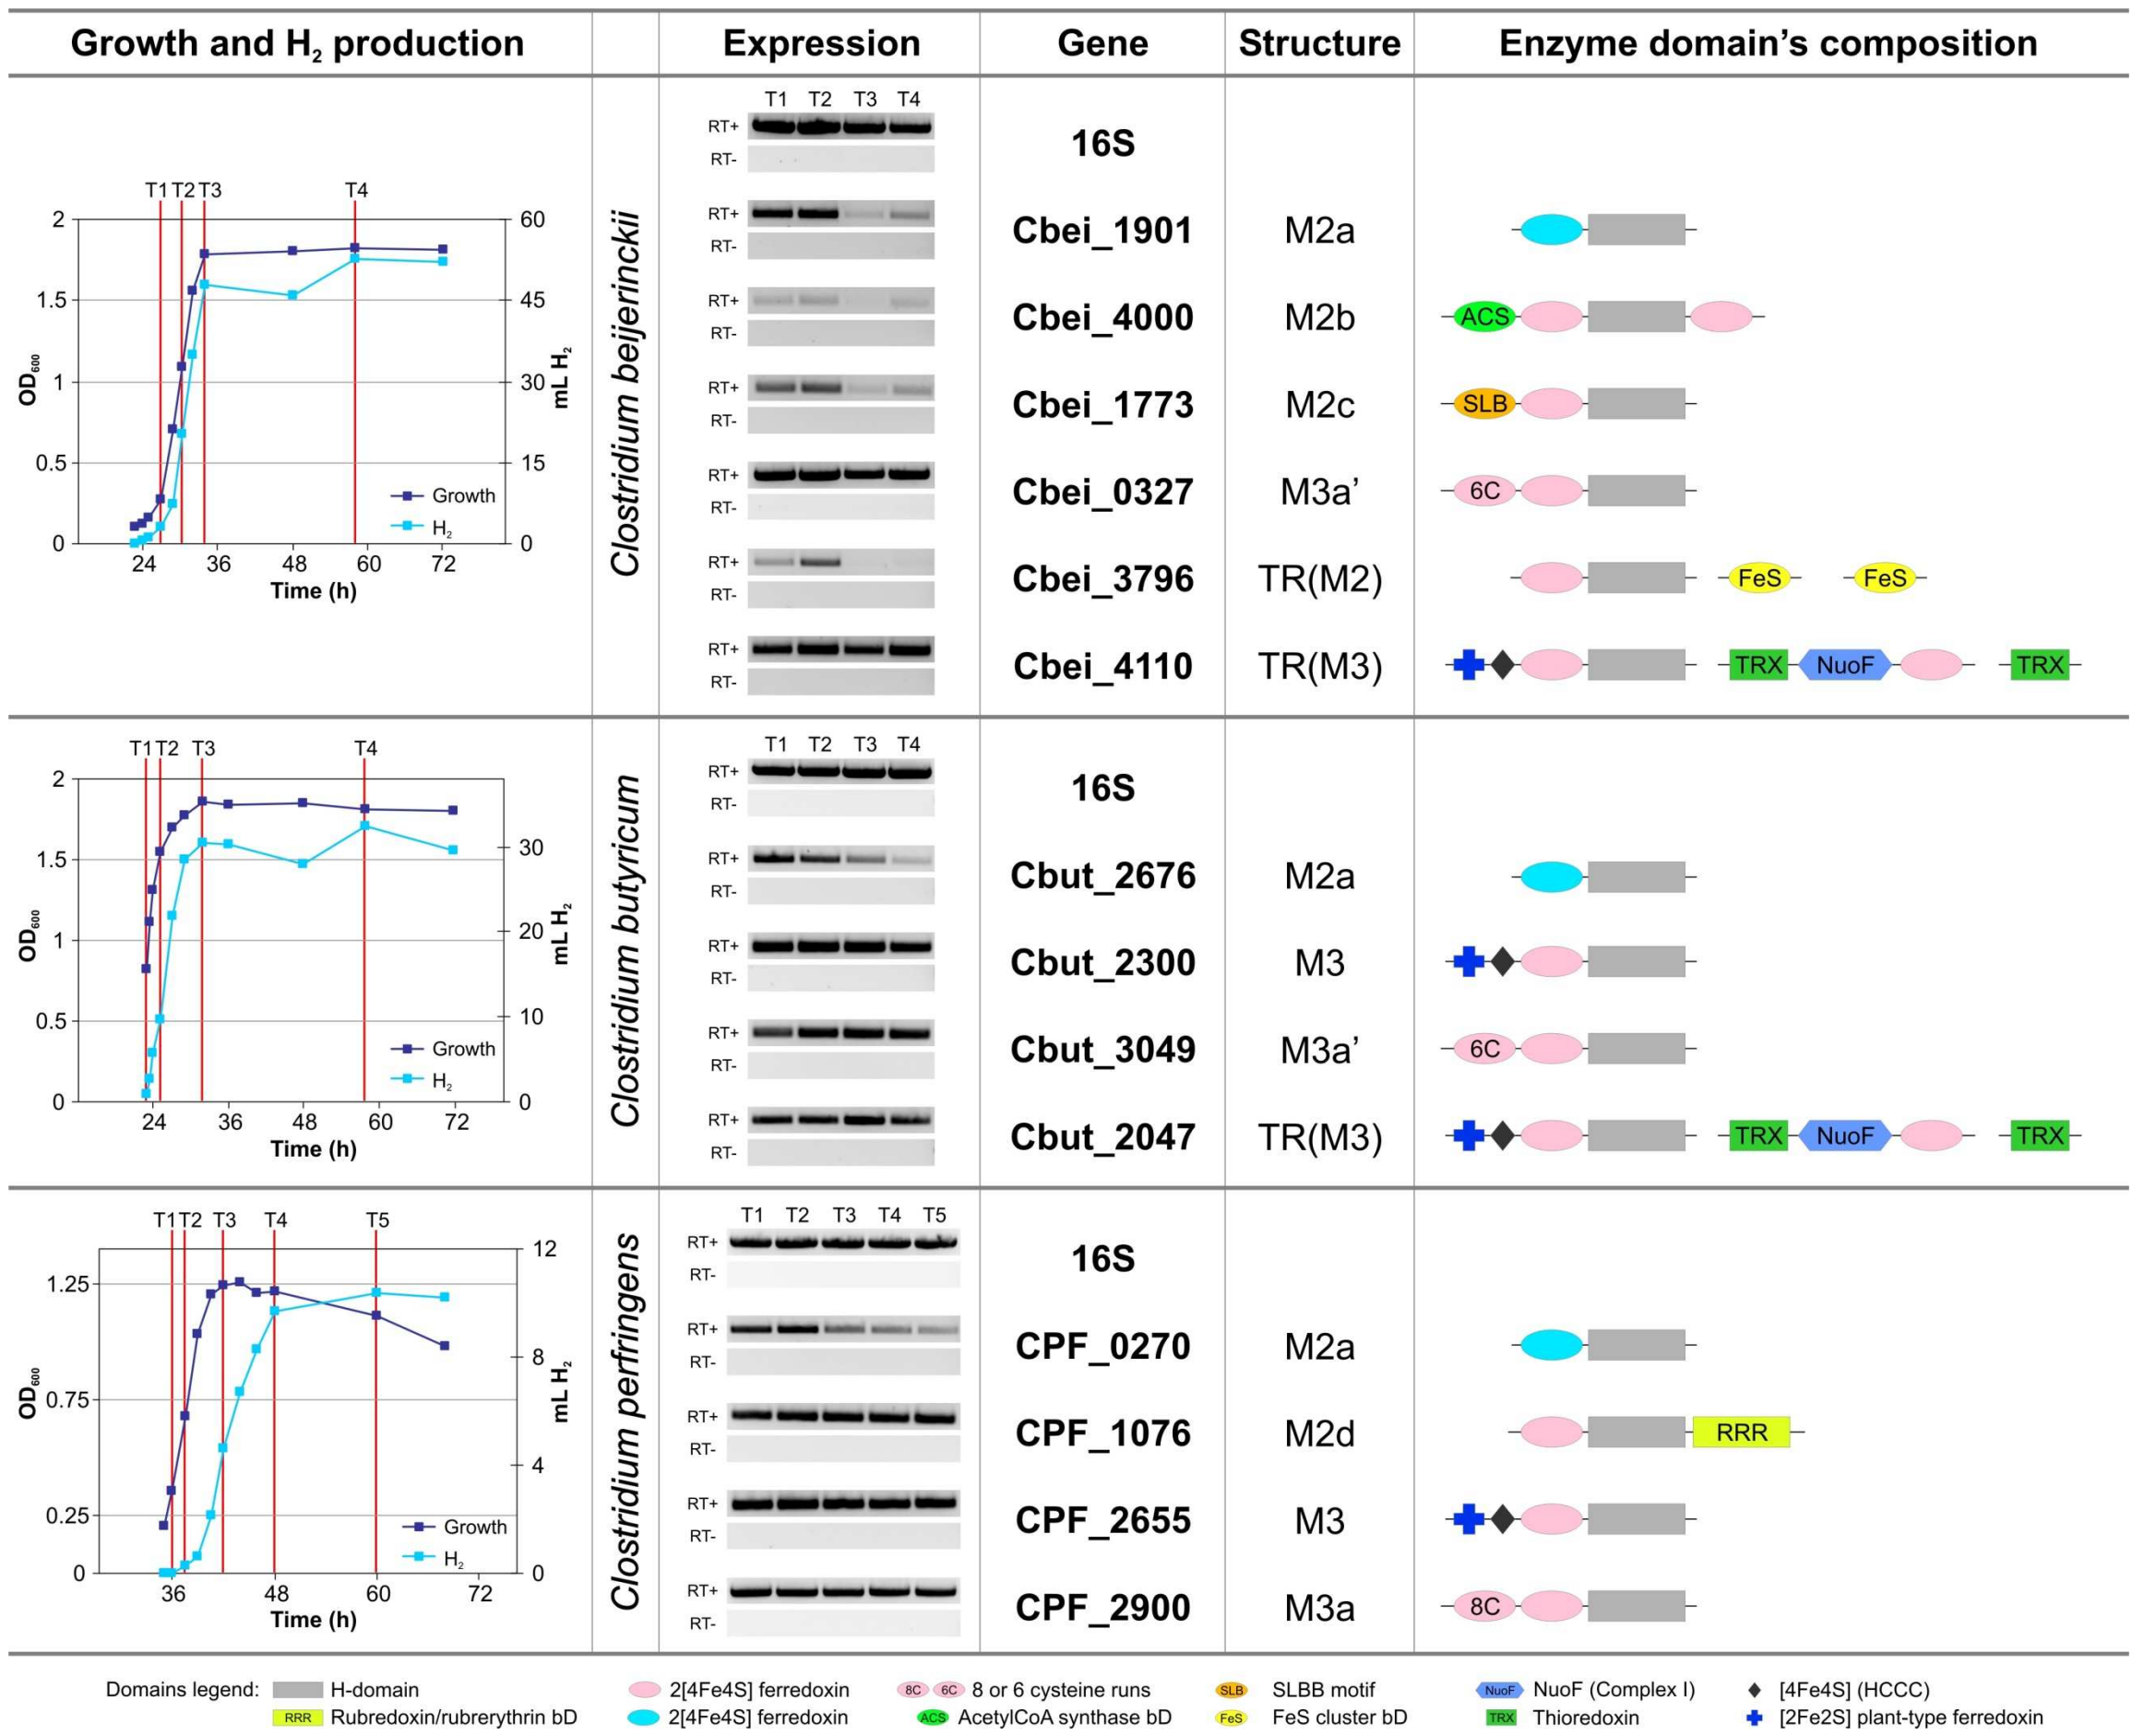 Growth and H2 production Expression Gene Structure Enzyme domain's composition
T1 T2 T3 T4
RT+
RT-
16S
T1 T2 T3 T4
2
1.5
1
0.5
0
OD600
60
45
30
15
0
mL H2
Growth
H2
24 36 48 60 72
Time (h)
Clostridium beijerinckii
RT+
RT-
Cbei_1901 M2a
RT+
RT-
Cbei_4000 M2b ACS
RT+
RT-
Cbei_1773 M2c SLB
RT+
RT-
Cbei_0327 M3a' 6C
RT+
RT-
Cbei_3796 TR(M2) FeS FeS
RT+
RT-
Cbei_4110 TR(M3) TRX NuoF TRX
T1 T2 T3 T4
2
1.5
1
0.5
0
OD600
30
20
10
0
mL H2
Growth
H2
24 36 48 60 72
Time (h)
Clostridium butyricum
T1 T2 T3 T4
RT+
RT-
16S
RT+
RT-
Cbut_2676 M2a
RT+
RT-
Cbut_2300 M3
RT+
RT-
Cbut_3049 M3a' 6C
RT+
RT-
Cbut_2047 TR(M3) TRX NuoF TRX
T1 T2 T3 T4 T5
1.25
0.75
0.25
0
OD600
12
8
4
0
mL H2
Growth
H2
36 48 60 72
Time (h)
Clostridium perfringens
T1 T2 T3 T4 T5
RT+
RT-
16S
RT+
RT-
CPF_0270 M2a
RT+
RT-
CPF_1076 M2d RRR
RT+
RT-
CPF_2655 M3
RT+
RT-
CPF_2900 M3a 8C
Domains legend: H-domain 2[4Fe4S] ferredoxin 8C 6C 8 or 6 cysteine runs SLB SLBB motif NuoF NuoF (Complex I) [4Fe4S] (HCCC)
RRR Rubredoxin/rubrerythrin bD 2[4Fe4S] ferredoxin ACS AcetylCoA synthase bD FeS FeS cluster bD TRX Thioredoxin [2Fe2S] plant-type ferredoxin